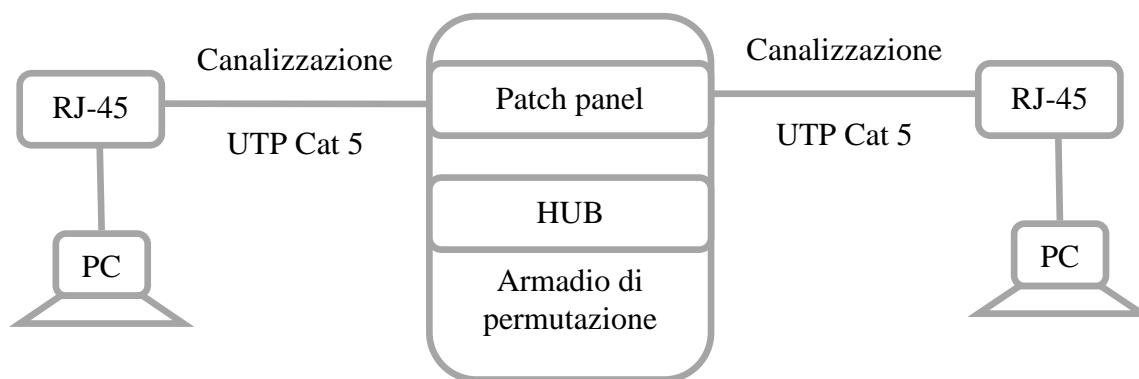 Canalizzazione
RJ-45
UTP Cat 5
PC
Patch panel
HUB
Armadio di
permutazione
Canalizzazione
RJ-45
UTP Cat 5
PC